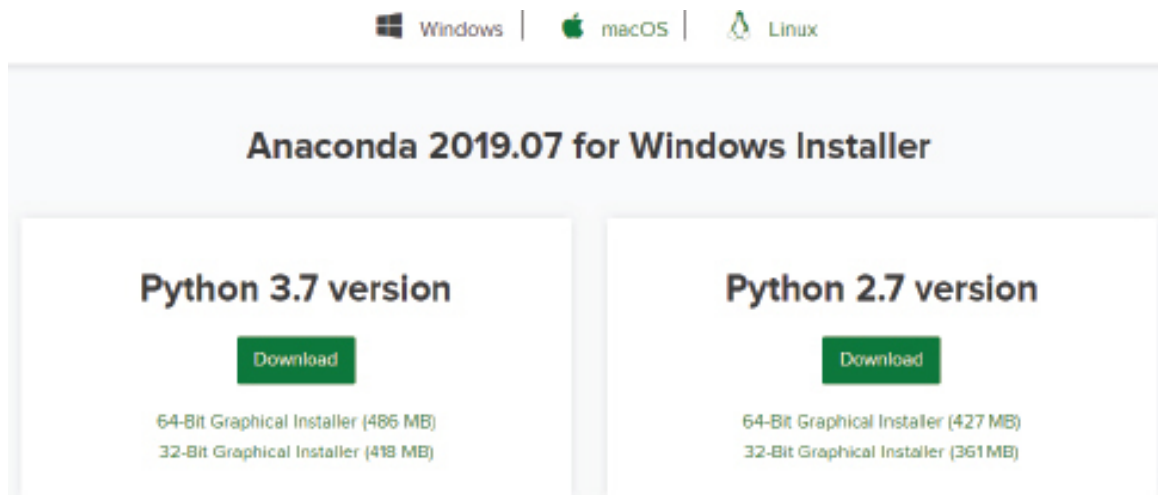 Windows | macOS | Linux
Anaconda 2019.07 for Windows Installer
Python 3.7 version
Download
64-Bit Graphical Installer (486 MB)
32-Bit Graphical Installer (418 MB)
Python 2.7 version
Download
64-Bit Graphical Installer (427 MB)
32-Bit Graphical Installer (361 MB)